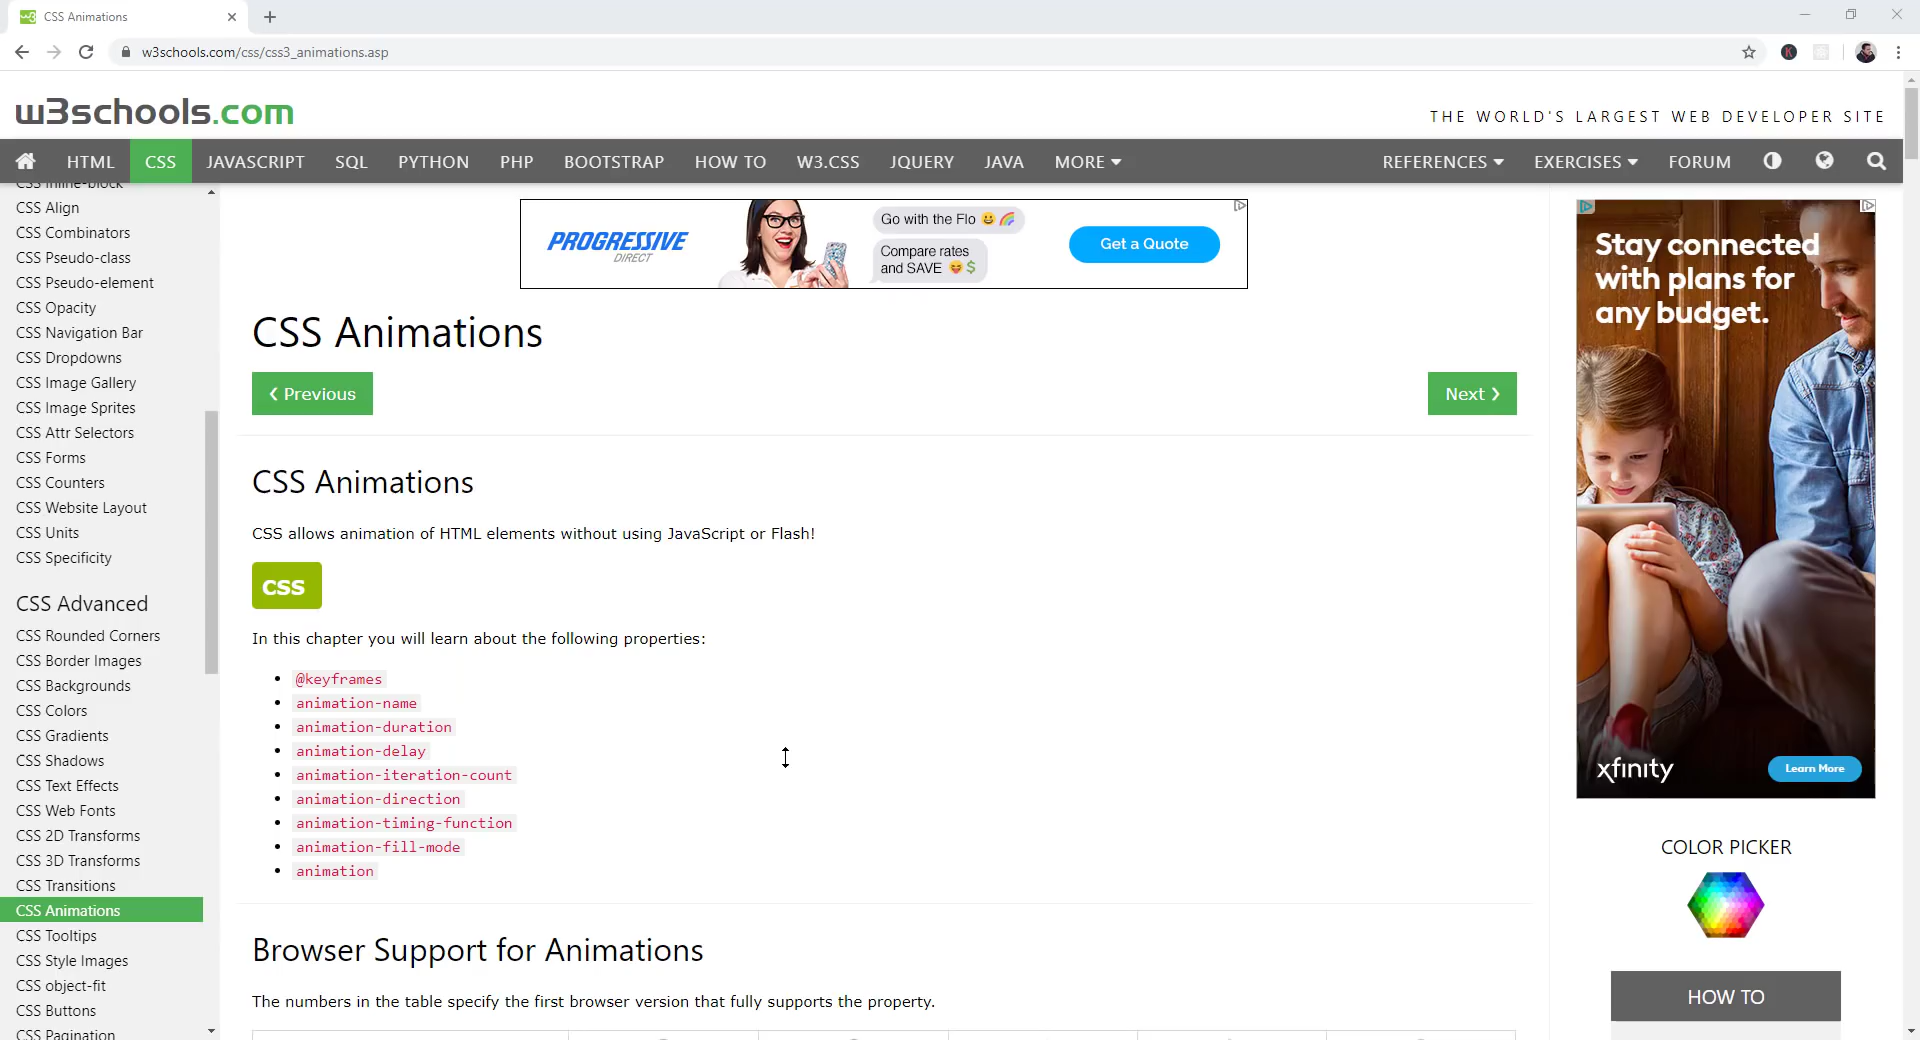 CSS Animations
w3schools.com/css/css3_animations.asp
K
w3schools.com
THE WORLD'S LARGEST WEB DEVELOPER SITE
HTML CSS JAVASCRIPT SQL PYTHON PHP BOOTSTRAP HOW TO W3.CSS JQUERY JAVA MORE REFERENCES EXERCISES FORUM
CSS Inline-block
CSS Align
CSS Combinators
CSS Pseudo-class
CSS Pseudo-element
CSS Opacity
CSS Navigation Bar
CSS Dropdowns
CSS Image Gallery
CSS Image Sprites
CSS Attr Selectors
CSS Forms
CSS Counters
CSS Website Layout
CSS Units
CSS Specificity
CSS Advanced
CSS Rounded Corners
CSS Border Images
CSS Backgrounds
CSS Colors
CSS Gradients
CSS Shadows
CSS Text Effects
CSS Web Fonts
CSS 2D Transforms
CSS 3D Transforms
CSS Transitions
CSS Animations
CSS Tooltips
CSS Style Images
CSS object-fit
CSS Buttons
CSS Pagination
PROGRESSIVE
DIRECT
Go with the Flo 😀🌈
Compare rates
and SAVE 😍$
Get a Quote
CSS Animations
❮ Previous
Next ❯
CSS Animations
CSS allows animation of HTML elements without using JavaScript or Flash!
CSS
In this chapter you will learn about the following properties:
• @keyframes
• animation-name
• animation-duration
• animation-delay
• animation-iteration-count
• animation-direction
• animation-timing-function
• animation-fill-mode
• animation
Browser Support for Animations
The numbers in the table specify the first browser version that fully supports the property.
Stay connected
with plans for
any budget.
xfinity
Learn More
COLOR PICKER
HOW TO